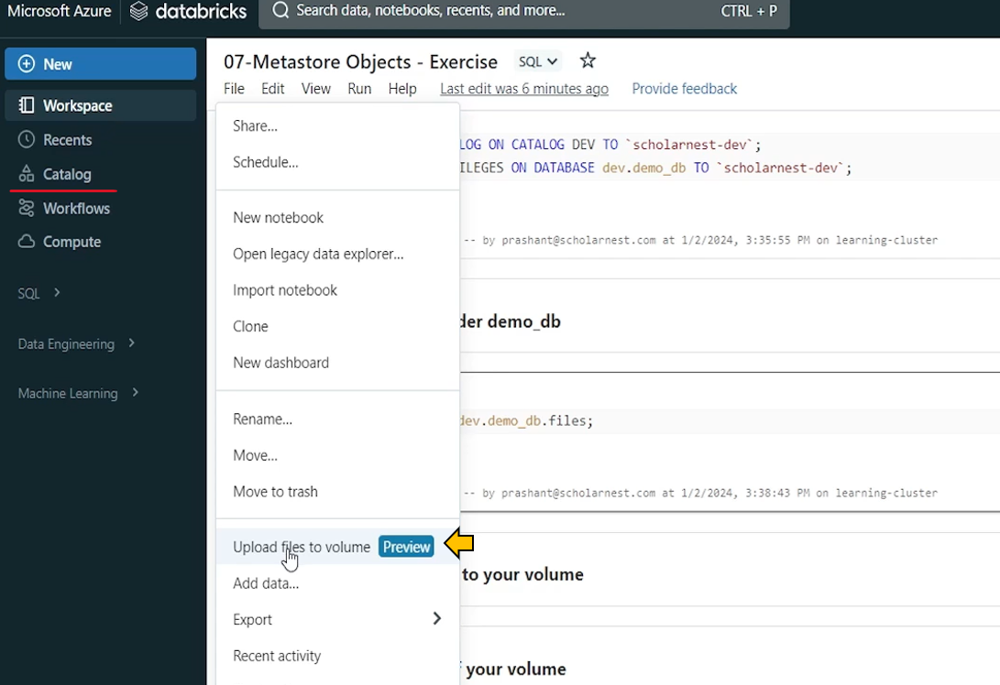 Microsoft Azure databricks Search data, notebooks, recents, and more... CTRL + P
New
Workspace
Recents
Catalog
Workflows
Compute
SQL
Data Engineering
Machine Learning
07-Metastore Objects - Exercise SQL
File Edit View Run Help Last edit was 6 minutes ago Provide feedback
Share...
Schedule...
New notebook
Open legacy data explorer...
Import notebook
Clone
New dashboard
Rename...
Move...
Move to trash
Upload files to volume Preview
Add data...
Export
Recent activity
LOG ON CATALOG DEV TO `scholarnest-dev`;
ILEGES ON DATABASE dev.demo_db TO `scholarnest-dev`;
-- by prashant@scholarnest.com at 1/2/2024, 3:35:55 PM on learning-cluster
der demo_db
dev.demo_db.files;
-- by prashant@scholarnest.com at 1/2/2024, 3:38:43 PM on learning-cluster
to your volume
your volume